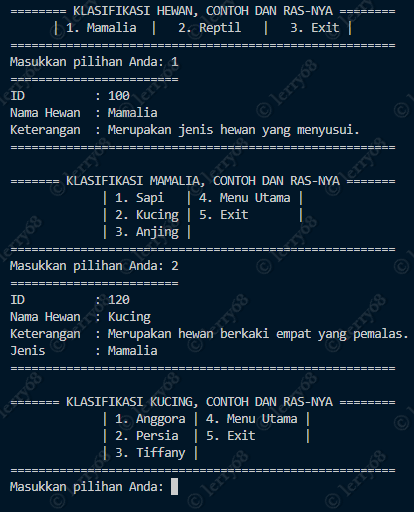 ======== KLASIFIKASI HEWAN, CONTOH DAN RAS-NYA ========
| 1. Mamalia | 2. Reptil | 3. Exit |
=======================================================
Masukkan pilihan Anda: 1
========================
ID : 100
Nama Hewan : Mamalia
Keterangan : Merupakan jenis hewan yang menyusui.
=======================================================
======= KLASIFIKASI MAMALIA, CONTOH DAN RAS-NYA =======
| 1. Sapi | 4. Menu Utama |
| 2. Kucing | 5. Exit |
| 3. Anjing |
=======================================================
Masukkan pilihan Anda: 2
========================
ID : 120
Nama Hewan : Kucing
Keterangan : Merupakan hewan berkaki empat yang pemalas.
Jenis : Mamalia
=======================================================
======= KLASIFIKASI KUCING, CONTOH DAN RAS-NYA =======
| 1. Anggora | 4. Menu Utama |
| 2. Persia | 5. Exit |
| 3. Tiffany |
=======================================================
Masukkan pilihan Anda:
© lerry08